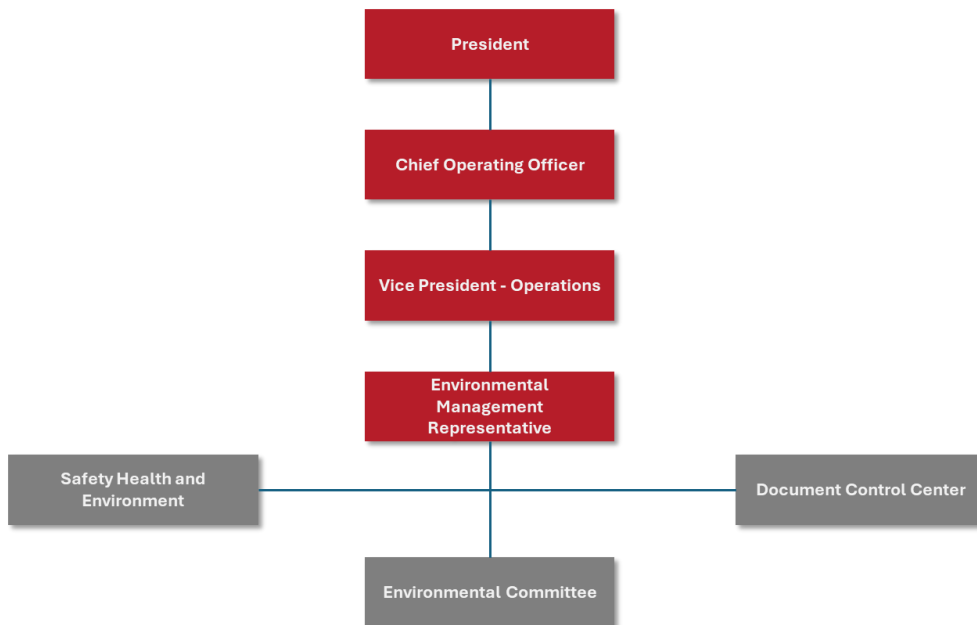 President
Chief Operating Officer
Vice President - Operations
Environmental
Management
Representative
Safety Health and
Environment
Document Control Center
Environmental Committee